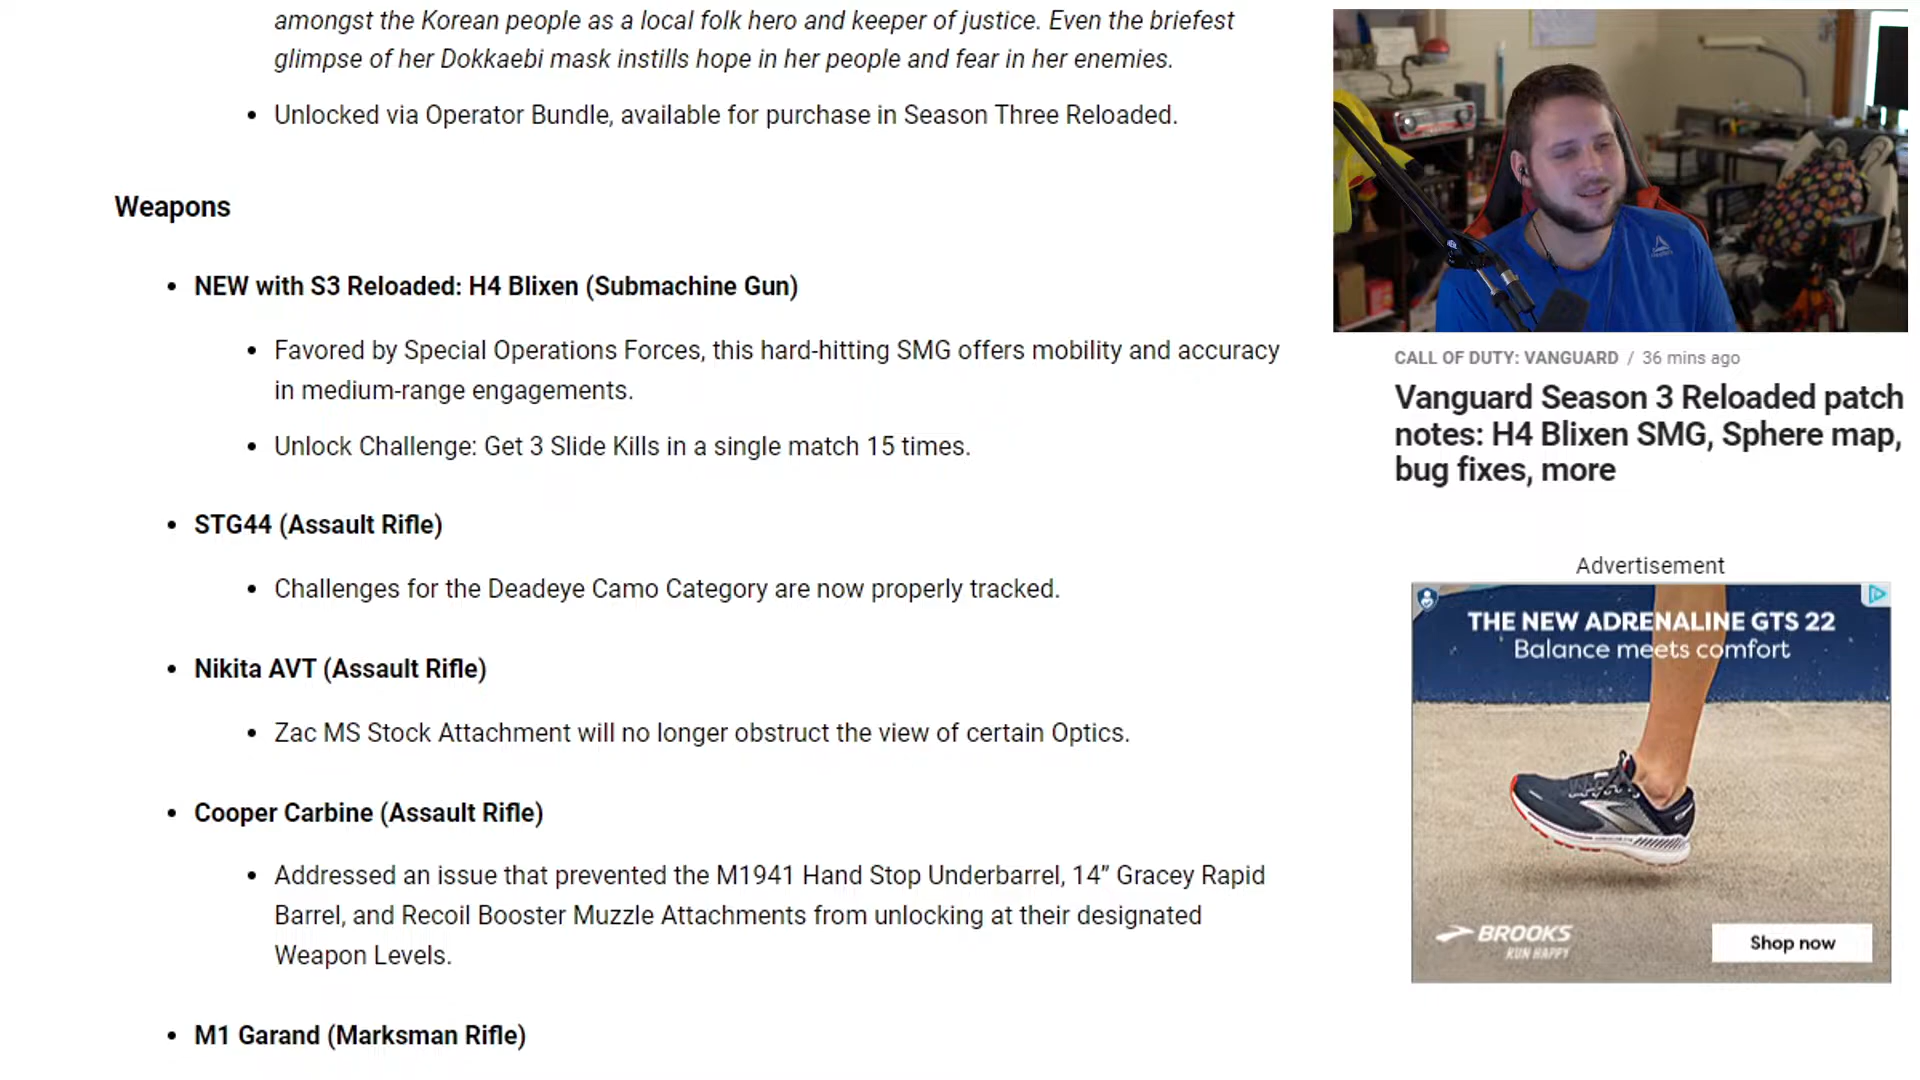 amongst the Korean people as a local folk hero and keeper of justice. Even the briefest
glimpse of her Dokkaebi mask instills hope in her people and fear in her enemies.
• Unlocked via Operator Bundle, available for purchase in Season Three Reloaded.
Weapons
• NEW with S3 Reloaded: H4 Blixen (Submachine Gun)
• Favored by Special Operations Forces, this hard-hitting SMG offers mobility and accuracy
in medium-range engagements.
• Unlock Challenge: Get 3 Slide Kills in a single match 15 times.
• STG44 (Assault Rifle)
• Challenges for the Deadeye Camo Category are now properly tracked.
• Nikita AVT (Assault Rifle)
• Zac MS Stock Attachment will no longer obstruct the view of certain Optics.
• Cooper Carbine (Assault Rifle)
• Addressed an issue that prevented the M1941 Hand Stop Underbarrel, 14” Gracey Rapid
Barrel, and Recoil Booster Muzzle Attachments from unlocking at their designated
Weapon Levels.
• M1 Garand (Marksman Rifle)
CALL OF DUTY: VANGUARD / 36 mins ago
Vanguard Season 3 Reloaded patch
notes: H4 Blixen SMG, Sphere map,
bug fixes, more
Advertisement
THE NEW ADRENALINE GTS 22
Balance meets comfort
BROOKS
RUN HAPPY
Shop now